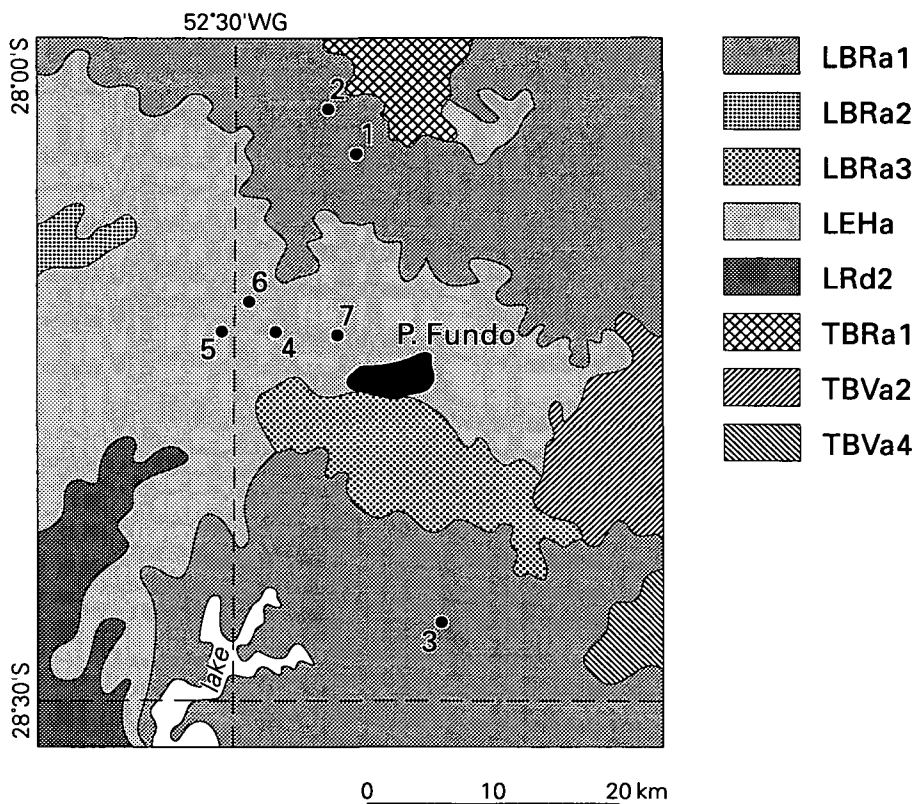 52°30'WG
28°00'S
2
1
6
5
4
7
P. Fundo
3
lake
28°30'S
0 10 20 km
LBRa1
LBRa2
LBRa3
LEHa
LRd2
TBRa1
TBVa2
TBVa4